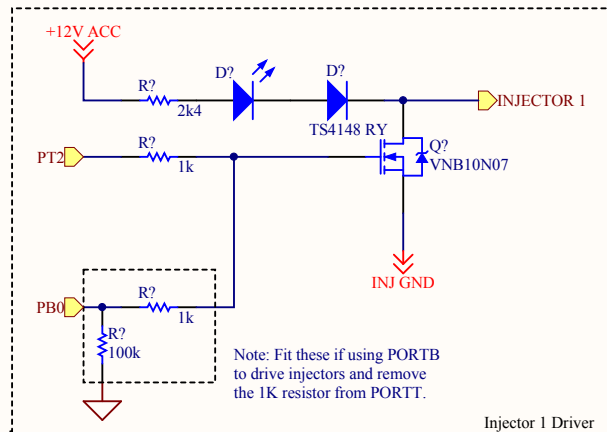 +12V ACC
R?
2k4
D?
D?
TS4148 RY
INJECTOR 1
PT2
R?
1k
Q?
VNB10N07
INJ GND
PB0
R?
1k
R?
100k
Note: Fit these if using PORTB
to drive injectors and remove
the 1K resistor from PORTT.
Injector 1 Driver